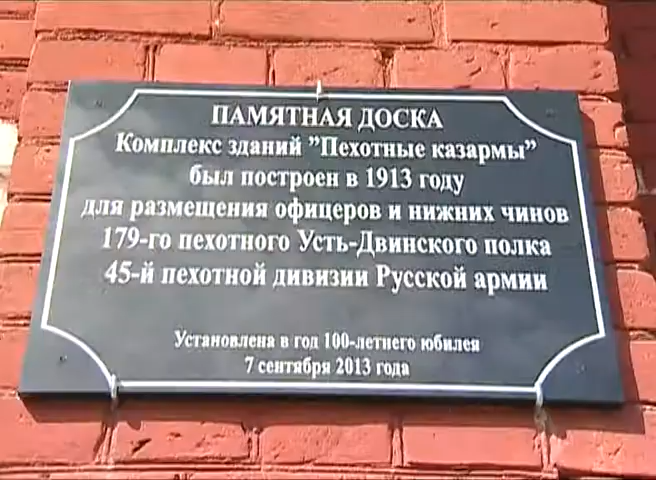 ПАМЯТНАЯ ДОСКА
Комплекс зданий ”Пехотные казармы”
был построен в 1913 году
для размещения офицеров и нижних чинов
179-го пехотного Усть-Двинского полка
45-й пехотной дивизии Русской армии
Установлена в год 100-летнего юбилея
7 сентября 2013 года